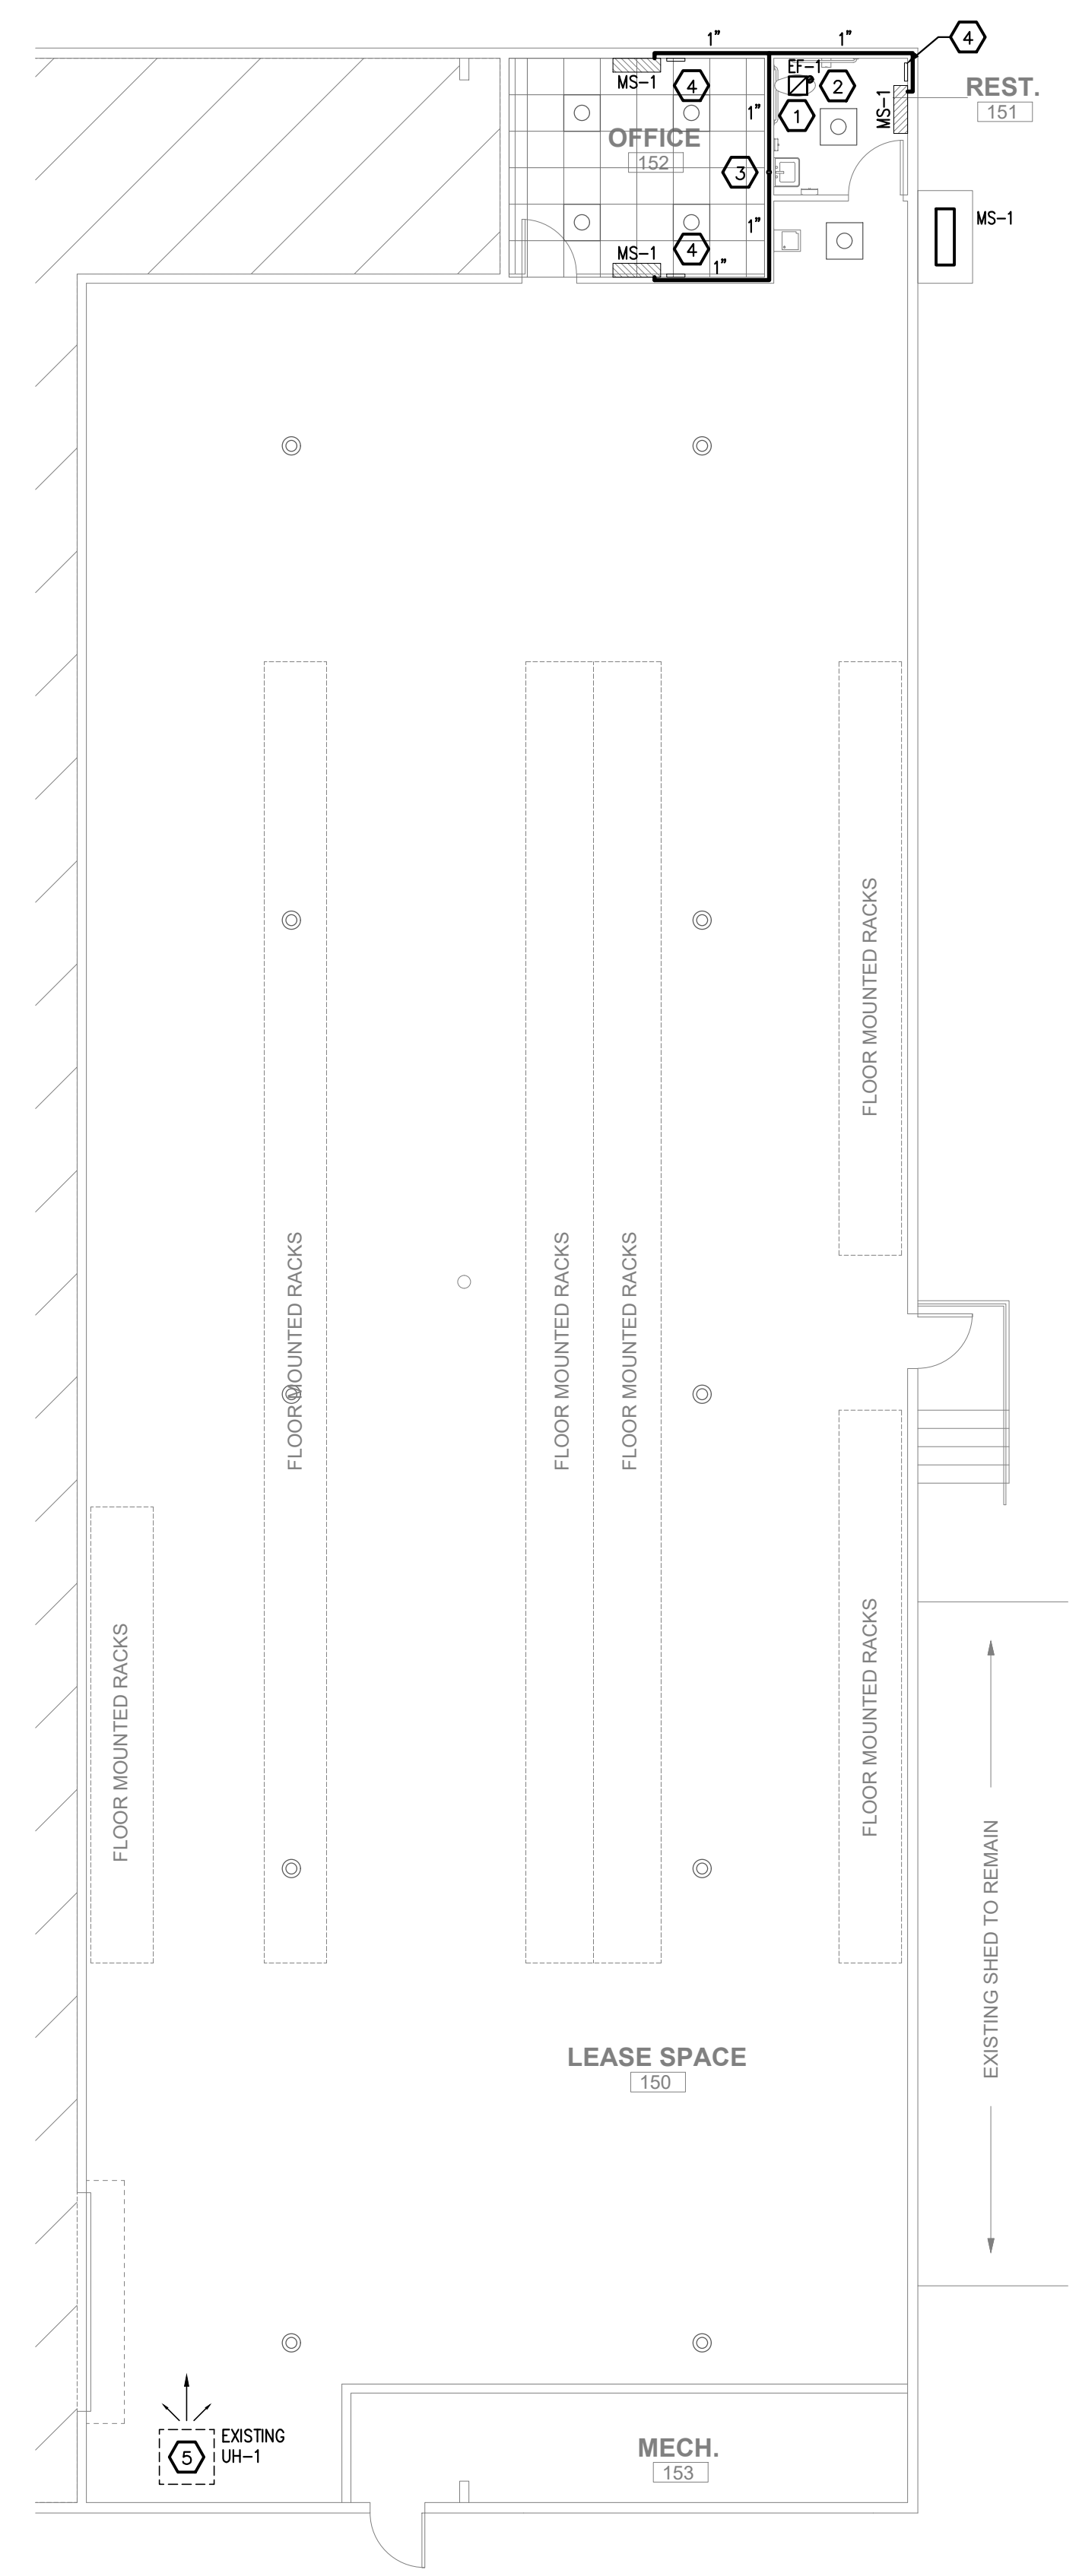 1”
1”
4
EF-1
MS-1
4
2
REST.
151
MS-1
1
1”
OFFICE
152
3
MS-1
1”
MS-1
4
1”
FLOOR MOUNTED RACKS
FLOOR MOUNTED RACKS
FLOOR MOUNTED RACKS
FLOOR MOUNTED RACKS
FLOOR MOUNTED RACKS
FLOOR MOUNTED RACKS
EXISTING SHED TO REMAIN
LEASE SPACE
150
EXISTING
UH-1
5
MECH.
153